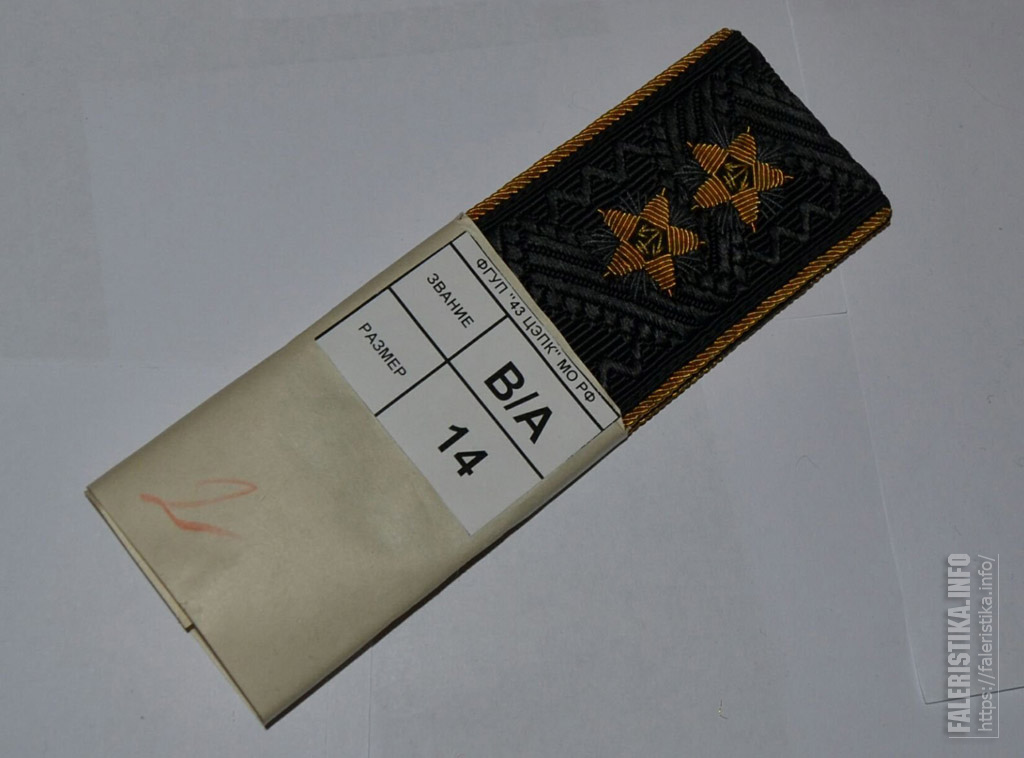 ФГУП "43 ЦЭПК" МО РФ
ЗВАНИЕ В/А
РАЗМЕР 14
FALERISTIKA.INFO
https://faleristika.info/